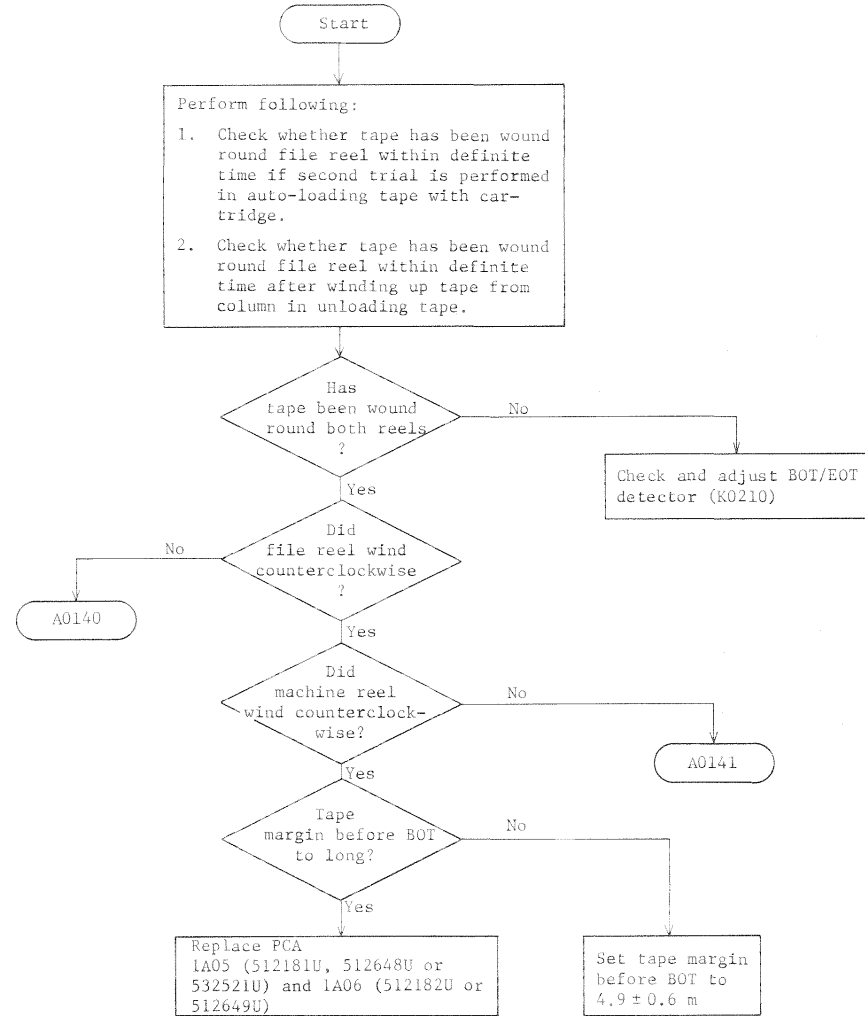 Start
Perform following:
1. Check whether tape has been wound
round file reel within definite
time if second trial is performed
in auto-loading tape with car-
tridge.
2. Check whether tape has been wound
round file reel within definite
time after winding up tape from
column in unloading tape.
Has
tape been wound
round both reels
?
No
Check and adjust BOT/EOT
detector (K0210)
Yes
Did
file reel wind
counterclockwise
?
No
A0140
Yes
Did
machine reel
wind counterclock-
wise?
No
A0141
Yes
Tape
margin before BOT
to long?
No
Yes
Replace PCA
1A05 (512181U, 512648U or
532521U) and 1A06 (512182U or
512649U)
Set tape margin
before BOT to
4.9 ± 0.6 m